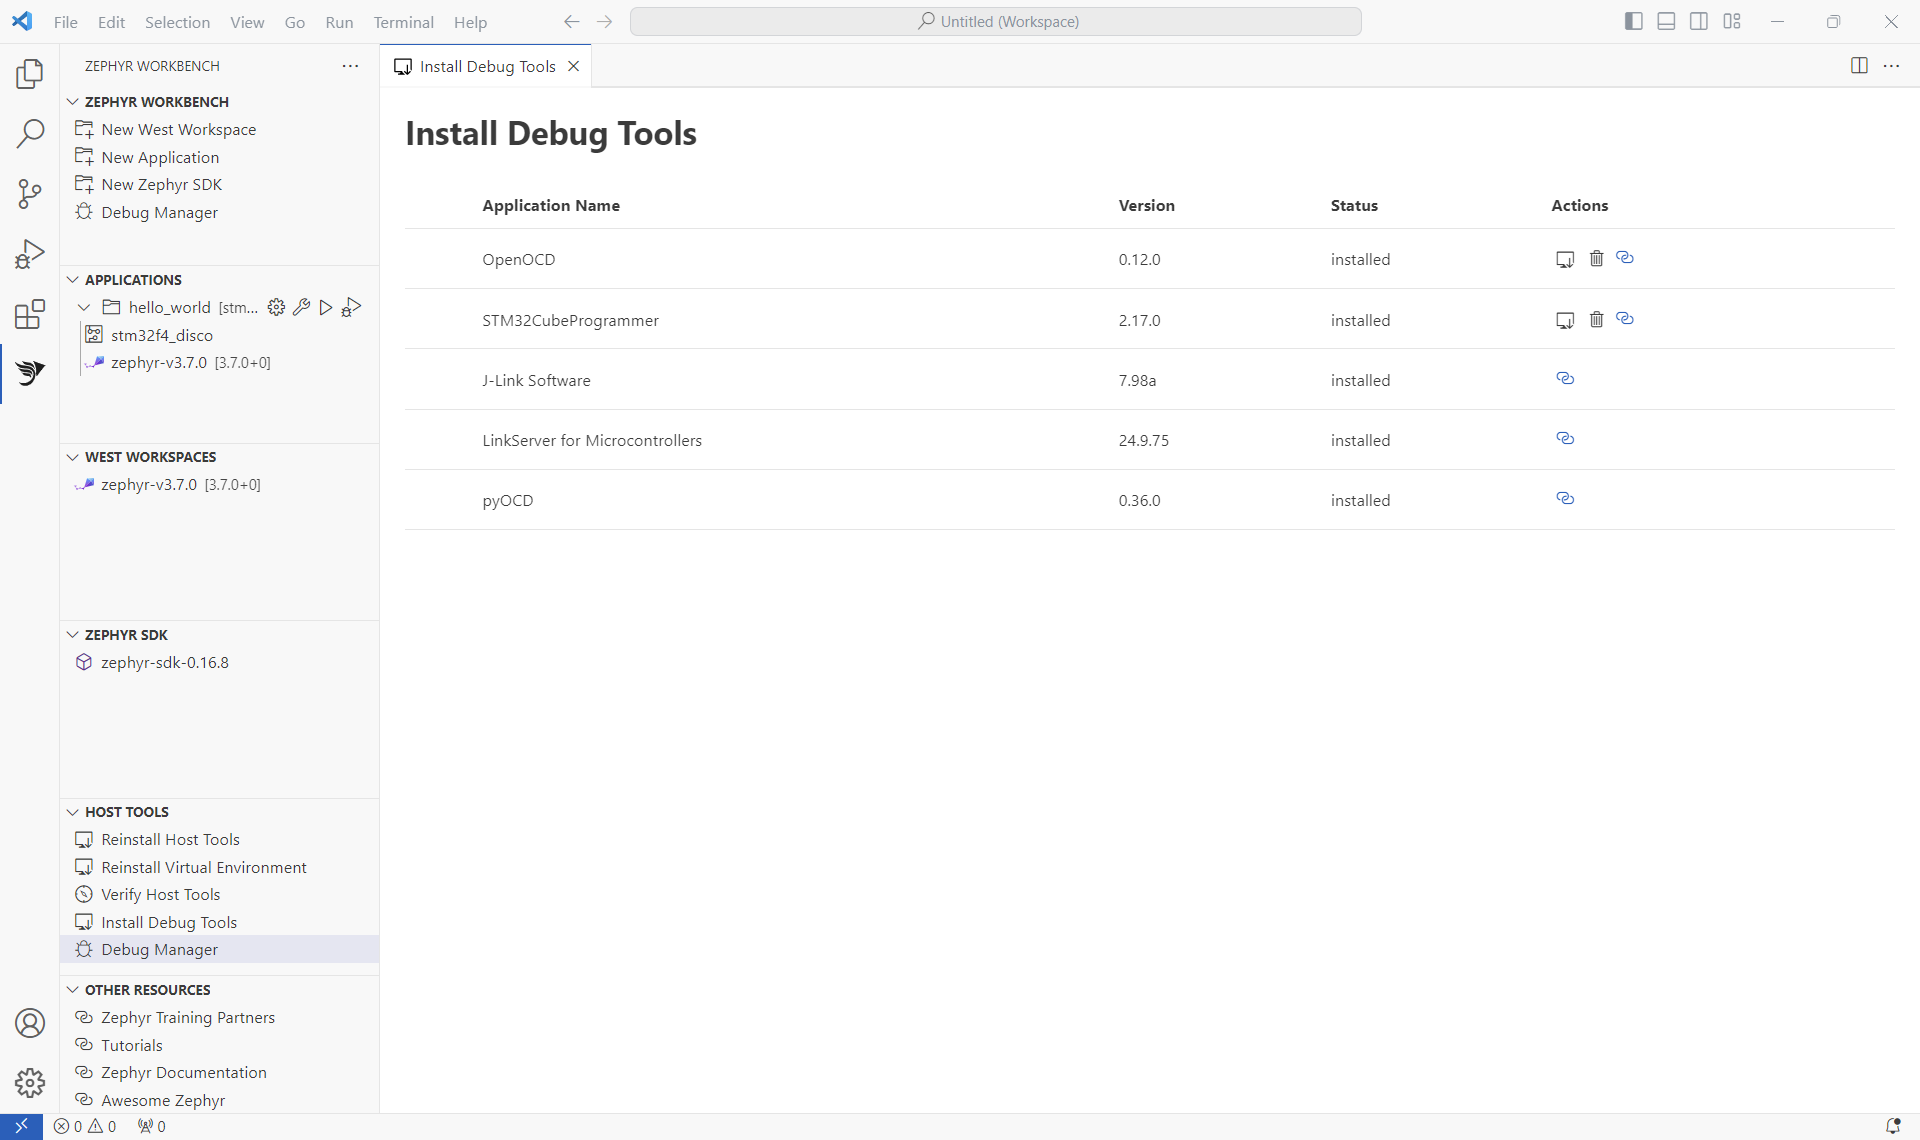 File Edit Selection View Go Run Terminal Help Untitled (Workspace)
ZEPHYR WORKBENCH
ZEPHYR WORKBENCH
New West Workspace
New Application
New Zephyr SDK
Debug Manager
APPLICATIONS
hello_world [stm...
stm32f4_disco
zephyr-v3.7.0 [3.7.0+0]
WEST WORKSPACES
zephyr-v3.7.0 [3.7.0+0]
ZEPHYR SDK
zephyr-sdk-0.16.8
HOST TOOLS
Reinstall Host Tools
Reinstall Virtual Environment
Verify Host Tools
Install Debug Tools
Debug Manager
OTHER RESOURCES
Zephyr Training Partners
Tutorials
Zephyr Documentation
Awesome Zephyr
Install Debug Tools
Install Debug Tools
Application Name Version Status Actions
OpenOCD 0.12.0 installed
STM32CubeProgrammer 2.17.0 installed
J-Link Software 7.98a installed
LinkServer for Microcontrollers 24.9.75 installed
pyOCD 0.36.0 installed
0 0 0